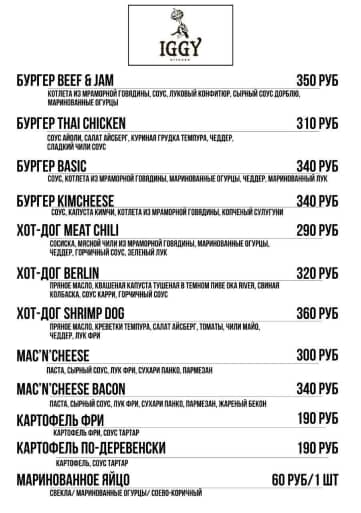 IGGY
КОТЛЕТА ИЗ МРАМОРНОЙ ГОВЯДИНЫ, СОУС, ЛУКОВЫЙ КОНФИТЮР, СЫРНЫЙ СОУС ДОРБЛЮ,
БУРГЕР BEEF & JAM 350 РУБ
МАРИНОВАННЫЕ ОГУРЦЫ
БУРГЕР THAI CHICKEN 310 РУБ
СОУС АЙОЛИ, САЛАТ АЙСБЕРГ, КУРИНАЯ ГРУДКА ТЕМПУРА, ЧЕДДЕР,
СЛАДКИЙ ЧИЛИ СОУС
БУРГЕР BASIC 340 РУБ
СОУС, КОТЛЕТА ИЗ МРАМОРНОЙ ГОВЯДИНЫ, МАРИНОВАННЫЕ ОГУРЦЫ, ЧЕДДЕР, МАРИНОВАННЫЙ ЛУК
БУРГЕР KIMCHEESE 340 РУБ
СОУС, КАПУСТА КИМЧИ, КОТЛЕТА ИЗ МРАМОРНОЙ ГОВЯДИНЫ, КОПЧЕНЫЙ СУЛУГУНИ
ХОТ-ДОГ MEAT CHILI 290 РУБ
СОСИСКА, МЯСНОЙ ЧИЛИ ИЗ МРАМОРНОЙ ГОВЯДИНЫ, МАРИНОВАННЫЕ ОГУРЦЫ,
ЧЕДДЕР, ГОРЧИЧНЫЙ СОУС, ЗЕЛЕНЫЙ ЛУК
ХОТ-ДОГ BERLIN 320 РУБ
ПРЯНОЕ МАСЛО, КВАШЕНАЯ КАПУСТА ТУШЕНАЯ В ТЕМНОМ ПИВЕ OKA RIVER, СВИНАЯ
КОЛБАСКА, СОУС КАРРИ, ГОРЧИЧНЫЙ СОУС
ХОТ-ДОГ SHRIMP DOG 360 РУБ
ПРЯНОЕ МАСЛО, КРЕВЕТКИ ТЕМПУРА, САЛАТ АЙСБЕРГ, ТОМАТЫ, ЧИЛИ МАЙО,
ЧЕДДЕР, ЛУК ФРИ
MAC'N'CHEESE 300 РУБ
ПАСТА, СЫРНЫЙ СОУС, ЛУК ФРИ, СУХАРИ ПАНКО, ПАРМЕЗАН
MAC'N'CHEESE BACON 340 РУБ
ПАСТА, СЫРНЫЙ СОУС, ЛУК ФРИ, СУХАРИ ПАНКО, ПАРМЕЗАН, ЖАРЕНЫЙ БЕКОН
КАРТОФЕЛЬ ФРИ 190 РУБ
КАРТОФЕЛЬ ФРИ, СОУС ТАРТАР
КАРТОФЕЛЬ ПО-ДЕРЕВЕНСКИ 190 РУБ
КАРТОФЕЛЬ, СОУС ТАРТАР
МАРИНОВАННОЕ ЯЙЦО 60 РУБ/1 ШТ
СВЕКЛА/ МАРИНОВАННЫЕ ОГУРЦЫ/ СОЕВО-КОРИЧНЫЙ